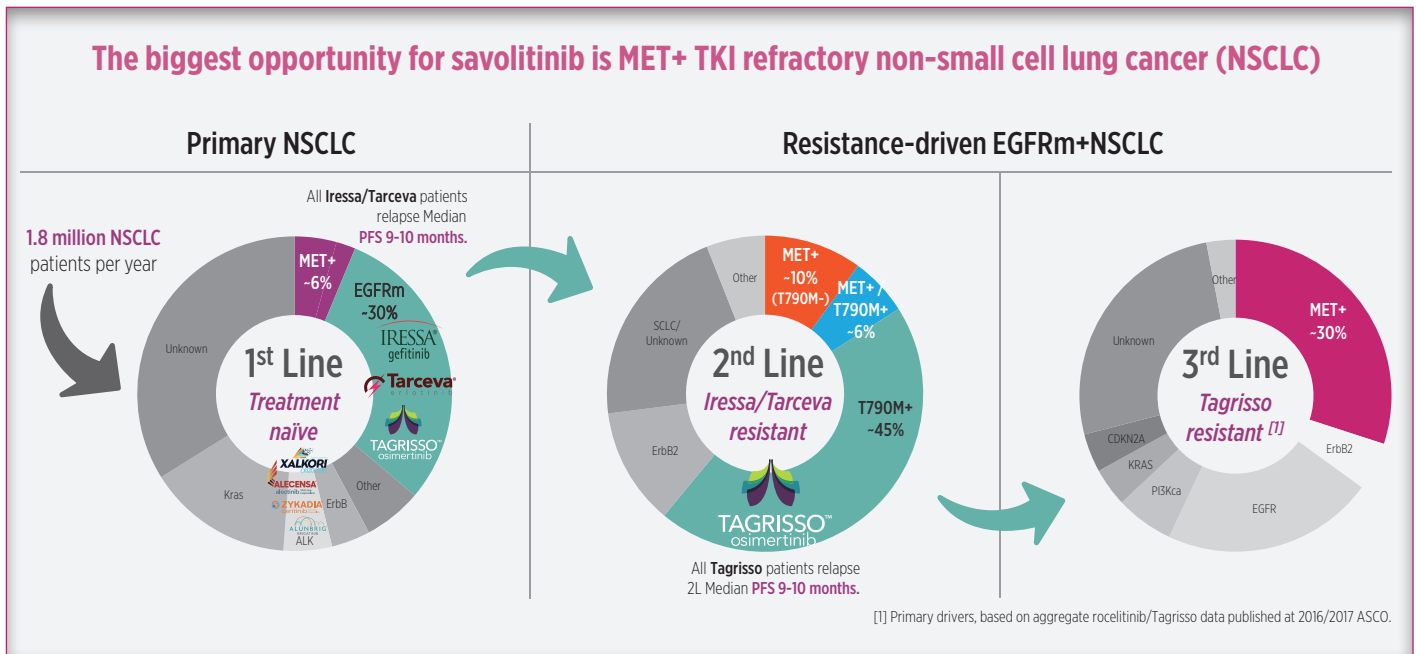 The biggest opportunity for savolitinib is MET+ TKI refractory non-small cell lung cancer (NSCLC)
Primary NSCLC
Resistance-driven EGFRm+NSCLC
1.8 million NSCLC
patients per year
All Iressa/Tarceva patients
relapse Median
PFS 9-10 months.
MET+
~6%
EGFRm
~30%
IRESSA®
gefitinib
Tarceva®
erlotinib
TAGRISSO™
osimertinib
Other
ErbB
ALK
XALKORI
ALECENSA
alectinib
ZYKADIA
ceritinib
ALUNBRIG
Kras
Unknown
1st Line
Treatment
naïve
MET+
~10%
(T790M-)
MET+ /
T790M+
~6%
T790M+
~45%
TAGRISSO™
osimertinib
ErbB2
SCLC/
Unknown
Other
2nd Line
Iressa/Tarceva
resistant
All Tagrisso patients relapse
2L Median PFS 9-10 months.
MET+
~30%
ErbB2
EGFR
PI3Kca
KRAS
CDKN2A
Unknown
Other
3rd Line
Tagrisso
resistant [1]
[1] Primary drivers, based on aggregate rocelitinib/Tagrisso data published at 2016/2017 ASCO.